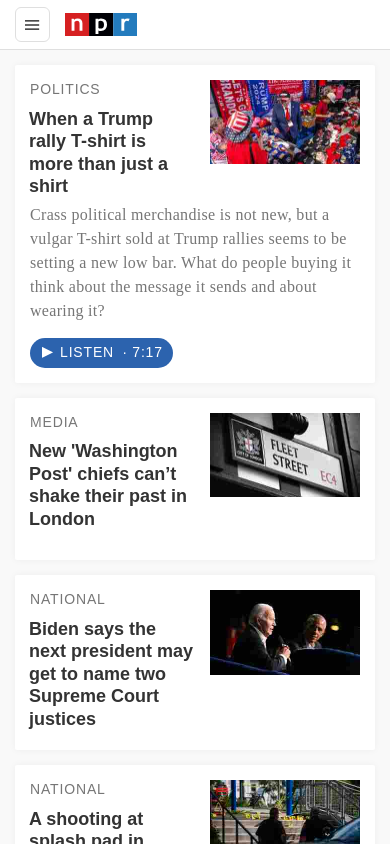 npr
POLITICS
When a Trump
rally T-shirt is
more than just a
shirt
Crass political merchandise is not new, but a
vulgar T-shirt sold at Trump rallies seems to be
setting a new low bar. What do people buying it
think about the message it sends and about
wearing it?
LISTEN · 7:17
MEDIA
New 'Washington
Post' chiefs can’t
shake their past in
London
FLEET
STREET
EC4
NATIONAL
Biden says the
next president may
get to name two
Supreme Court
justices
NATIONAL
A shooting at
splash pad in